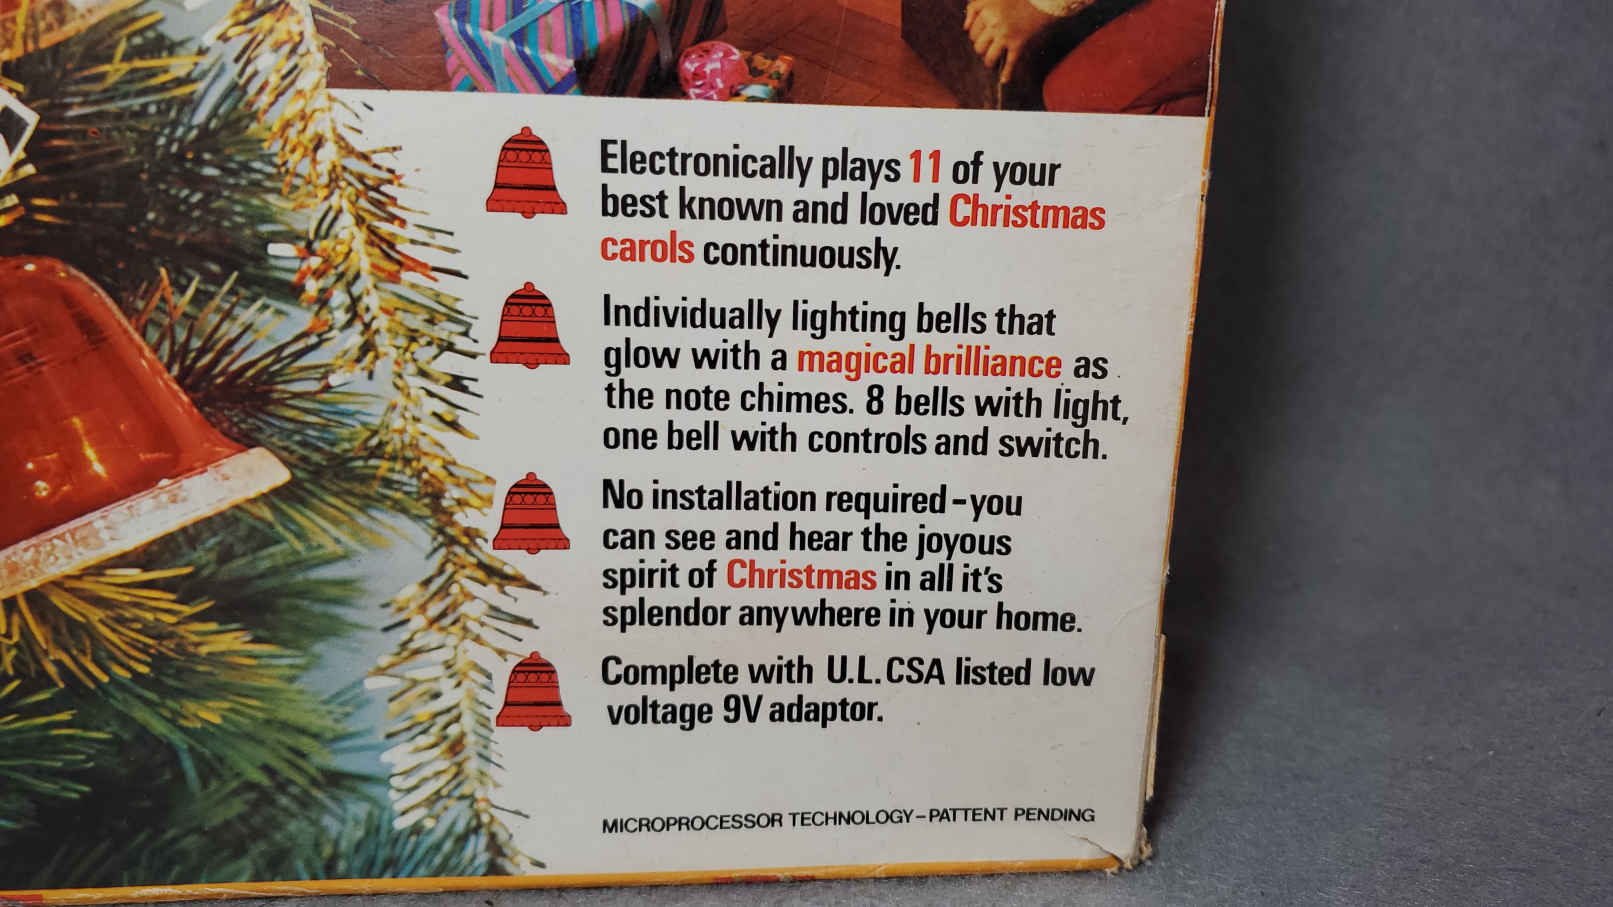 Electronically plays 11 of your
best known and loved Christmas
carols continuously.
Individually lighting bells that
glow with a magical brilliance as
the note chimes. 8 bells with light,
one bell with controls and switch.
No installation required-you
can see and hear the joyous
spirit of Christmas in all it's
splendor anywhere in your home.
Complete with U.L. CSA listed low
voltage 9V adaptor.
MICROPROCESSOR TECHNOLOGY-PATTENT PENDING